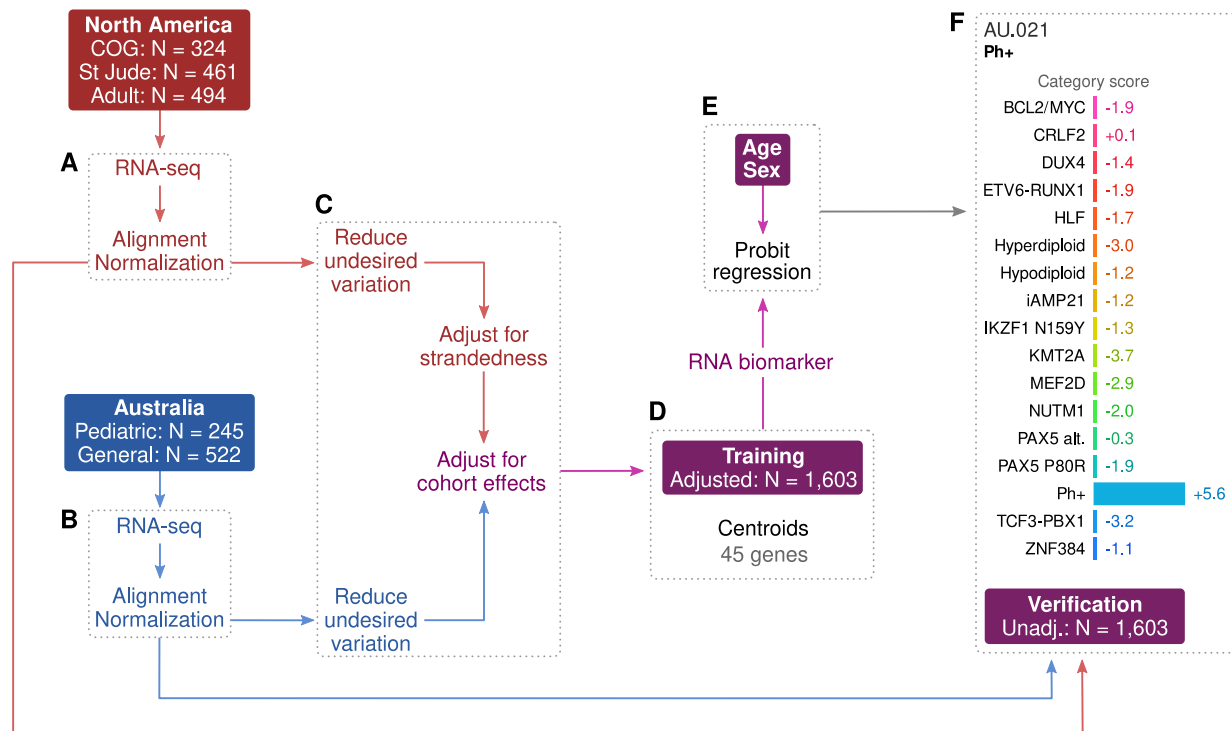 North America
COG: N = 324
St Jude: N = 461
Adult: N = 494
A
RNA-seq
Alignment
Normalization
Australia
Pediatric: N = 245
General: N = 522
B
RNA-seq
Alignment
Normalization
C
Reduce
undesired
variation
Adjust for
strandedness
Adjust for
cohort effects
Reduce
undesired
variation
D
Training
Adjusted: N = 1,603
Centroids
45 genes
RNA biomarker
E
Age
Sex
Probit
regression
F
AU.021
Ph+
Category score
BCL2/MYC -1.9
CRLF2 +0.1
DUX4 -1.4
ETV6-RUNX1 -1.9
HLF -1.7
Hyperdiploid -3.0
Hypodiploid -1.2
iAMP21 -1.2
IKZF1 N159Y -1.3
KMT2A -3.7
MEF2D -2.9
NUTM1 -2.0
PAX5 alt. -0.3
PAX5 P80R -1.9
Ph+ +5.6
TCF3-PBX1 -3.2
ZNF384 -1.1
Verification
Unadj.: N = 1,603